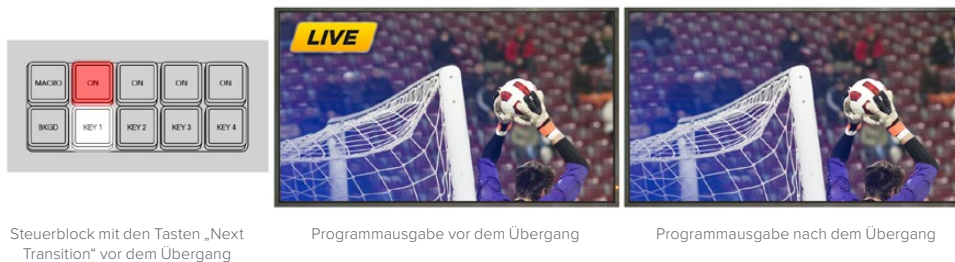 LIVE
MACRO ON ON ON ON
BKGD KEY 1 KEY 2 KEY 3 KEY 4
Steuerblock mit den Tasten „Next
Transition“ vor dem Übergang
Programmausgabe vor dem Übergang
Programmausgabe nach dem Übergang